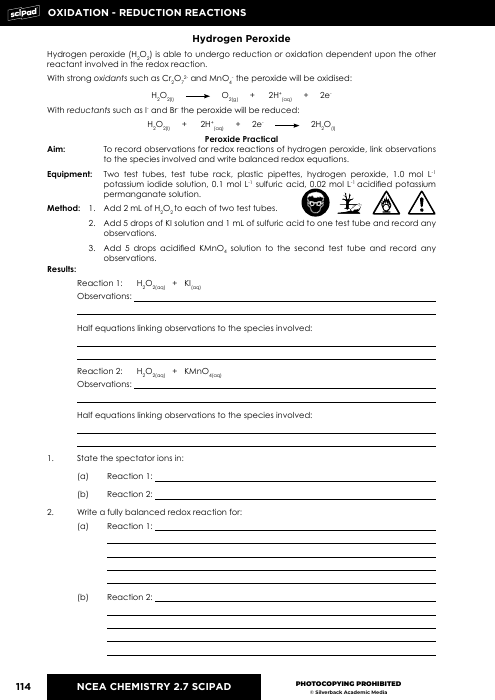 scipad
OXIDATION - REDUCTION REACTIONS
Hydrogen Peroxide
Hydrogen peroxide (H₂O₂) is able to undergo reduction or oxidation dependent upon the other
reactant involved in the redox reaction.
With strong oxidants such as Cr₂O₇²⁻ and MnO₄⁻ the peroxide will be oxidised:
H₂O₂₍ₗ₎ ⟶ O₂₍g₎ + 2H⁺₍aq₎ + 2e⁻
With reductants such as I⁻ and Br⁻ the peroxide will be reduced:
H₂O₂₍ₗ₎ + 2H⁺₍aq₎ + 2e⁻ ⟶ 2H₂O₍ₗ₎
Peroxide Practical
Aim: To record observations for redox reactions of hydrogen peroxide, link observations
to the species involved and write balanced redox equations.
Equipment: Two test tubes, test tube rack, plastic pipettes, hydrogen peroxide, 1.0 mol L⁻¹
potassium iodide solution, 0.1 mol L⁻¹ sulfuric acid, 0.02 mol L⁻¹ acidified potassium
permanganate solution.
Method: 1. Add 2 mL of H₂O₂ to each of two test tubes.
2. Add 5 drops of KI solution and 1 mL of sulfuric acid to one test tube and record any
observations.
3. Add 5 drops acidified KMnO₄ solution to the second test tube and record any
observations.
Results:
Reaction 1: H₂O₂₍aq₎ + KI₍aq₎
Observations:
Half equations linking observations to the species involved:
Reaction 2: H₂O₂₍aq₎ + KMnO₄₍aq₎
Observations:
Half equations linking observations to the species involved:
1. State the spectator ions in:
(a) Reaction 1:
(b) Reaction 2:
2. Write a fully balanced redox reaction for:
(a) Reaction 1:
(b) Reaction 2:
114 NCEA CHEMISTRY 2.7 SCIPAD PHOTOCOPYING PROHIBITED
© Silverback Academic Media